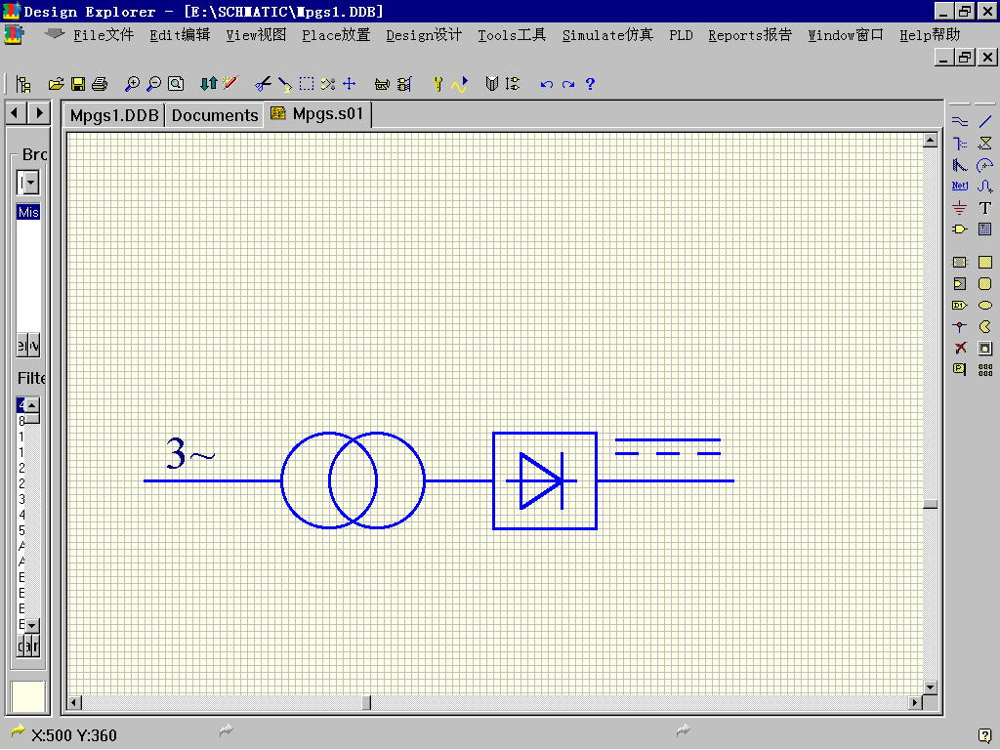 Design Explorer - [E:\SCHMATIC\Mpgs1.DDB]
File文件 Edit编辑 View视图 Place放置 Design设计 Tools工具 Simulate仿真 PLD Reports报告 Window窗口 Help帮助
Mpgs1.DDB Documents Mpgs.s01
Bro
Mis
Filte
4
8
1
1
2
2
3
4
5
A
A
E
E
E
E
Net1
T
D1
P
3~
X:500 Y:360